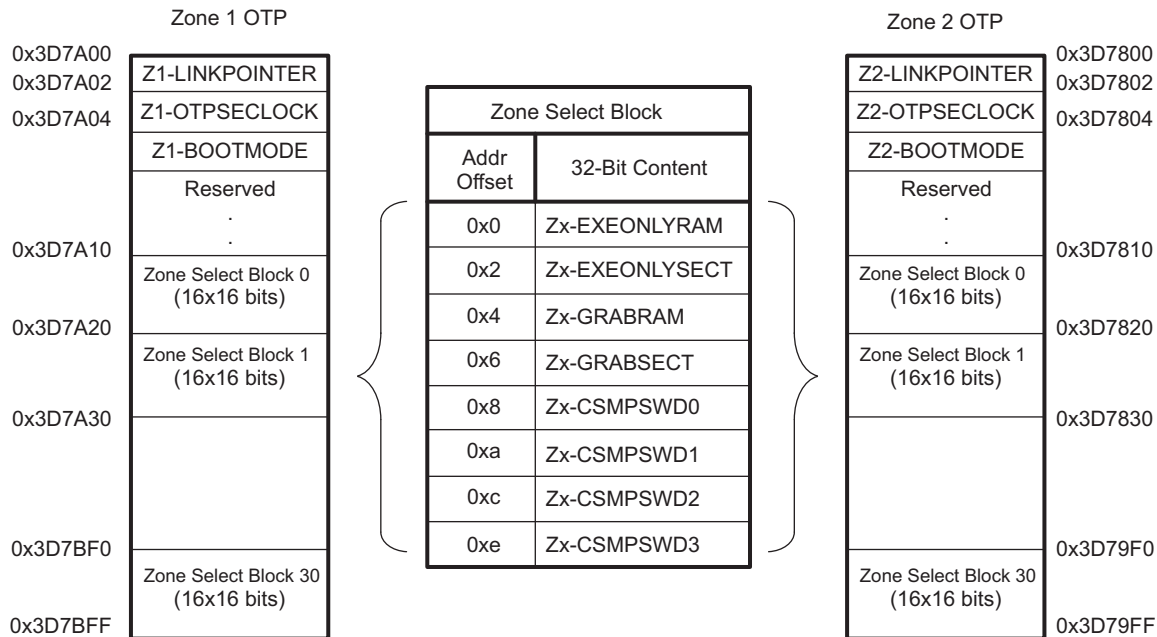 Zone 1 OTP
0x3D7A00
0x3D7A02
0x3D7A04
0x3D7A10
0x3D7A20
0x3D7A30
0x3D7BF0
0x3D7BFF
Z1-LINKPOINTER
Z1-OTPSECLOCK
Z1-BOOTMODE
Reserved
.
.
Zone Select Block 0
(16x16 bits)
Zone Select Block 1
(16x16 bits)
Zone Select Block 30
(16x16 bits)
Zone Select Block
Addr
Offset
32-Bit Content
0x0 Zx-EXEONLYRAM
0x2 Zx-EXEONLYSECT
0x4 Zx-GRABRAM
0x6 Zx-GRABSECT
0x8 Zx-CSMPSWD0
0xa Zx-CSMPSWD1
0xc Zx-CSMPSWD2
0xe Zx-CSMPSWD3
Zone 2 OTP
Z2-LINKPOINTER
Z2-OTPSECLOCK
Z2-BOOTMODE
Reserved
.
.
Zone Select Block 0
(16x16 bits)
Zone Select Block 1
(16x16 bits)
Zone Select Block 30
(16x16 bits)
0x3D7800
0x3D7802
0x3D7804
0x3D7810
0x3D7820
0x3D7830
0x3D79F0
0x3D79FF